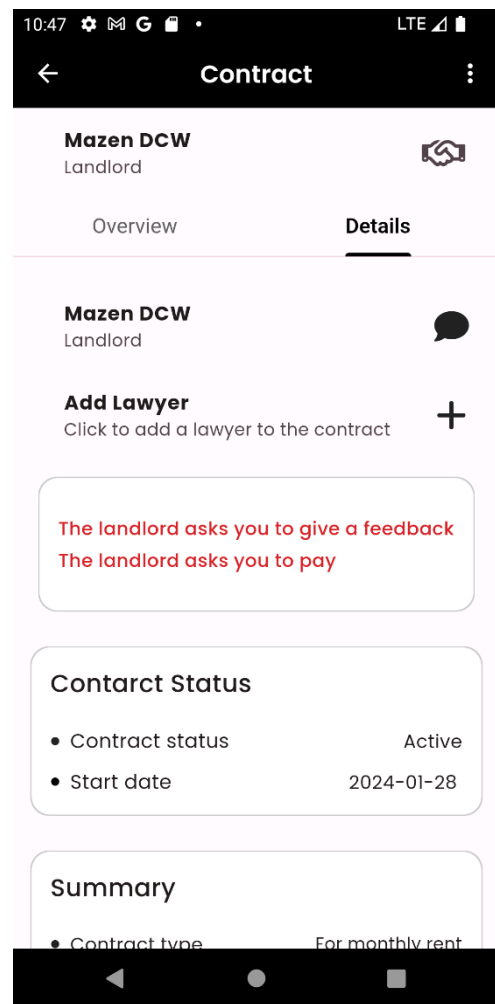 10:47 G • LTE
Contract
Mazen DCW
Landlord
Overview Details
Mazen DCW
Landlord
Add Lawyer
Click to add a lawyer to the contract
The landlord asks you to give a feedback
The landlord asks you to pay
Contarct Status
• Contract status Active
• Start date 2024-01-28
Summary
• Contract type For monthly rent